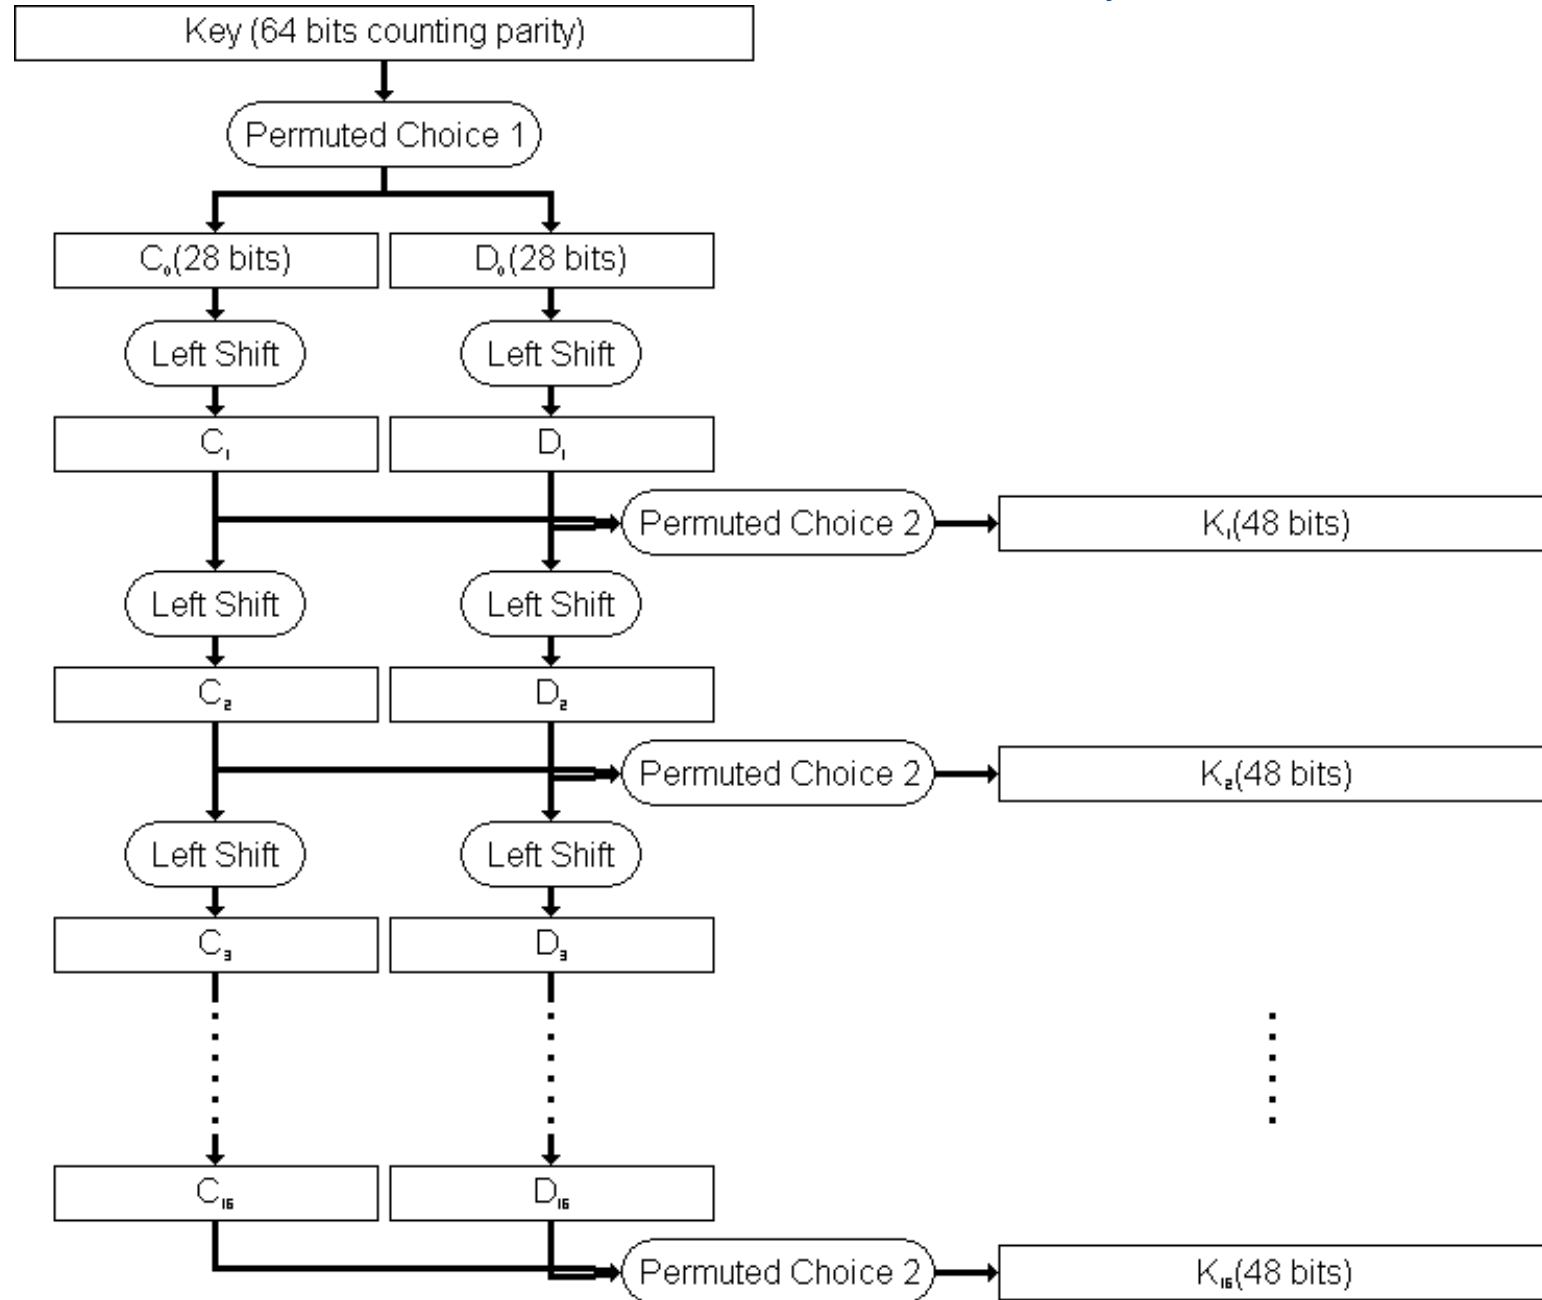 Key (64 bits counting parity)
Permuted Choice 1
C₀(28 bits) D₀(28 bits)
Left Shift Left Shift
C₁ D₁
Permuted Choice 2 K₁(48 bits)
Left Shift Left Shift
C₂ D₂
Permuted Choice 2 K₂(48 bits)
Left Shift Left Shift
C₃ D₃
C₁₆ D₁₆
Permuted Choice 2 K₁₆(48 bits)